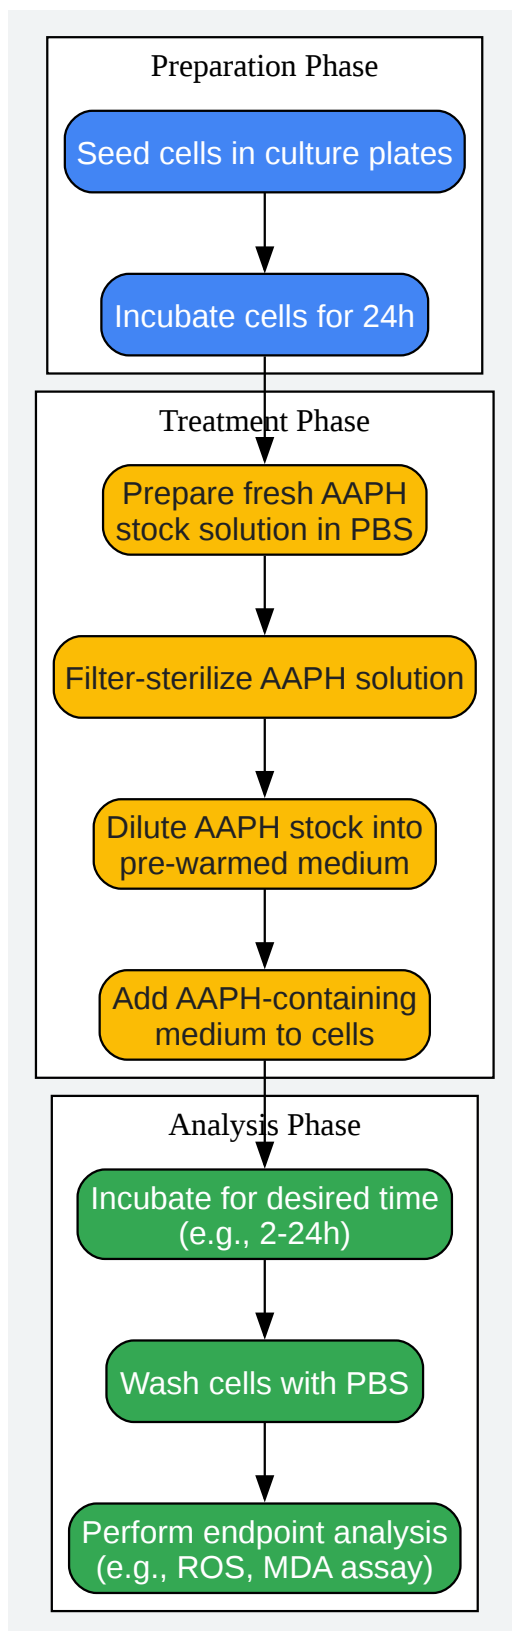 Preparation Phase
Seed cells in culture plates
Incubate cells for 24h
Treatment Phase
Prepare fresh AAPH
stock solution in PBS
Filter-sterilize AAPH solution
Dilute AAPH stock into
pre-warmed medium
Add AAPH-containing
medium to cells
Analysis Phase
Incubate for desired time
(e.g., 2-24h)
Wash cells with PBS
Perform endpoint analysis
(e.g., ROS, MDA assay)